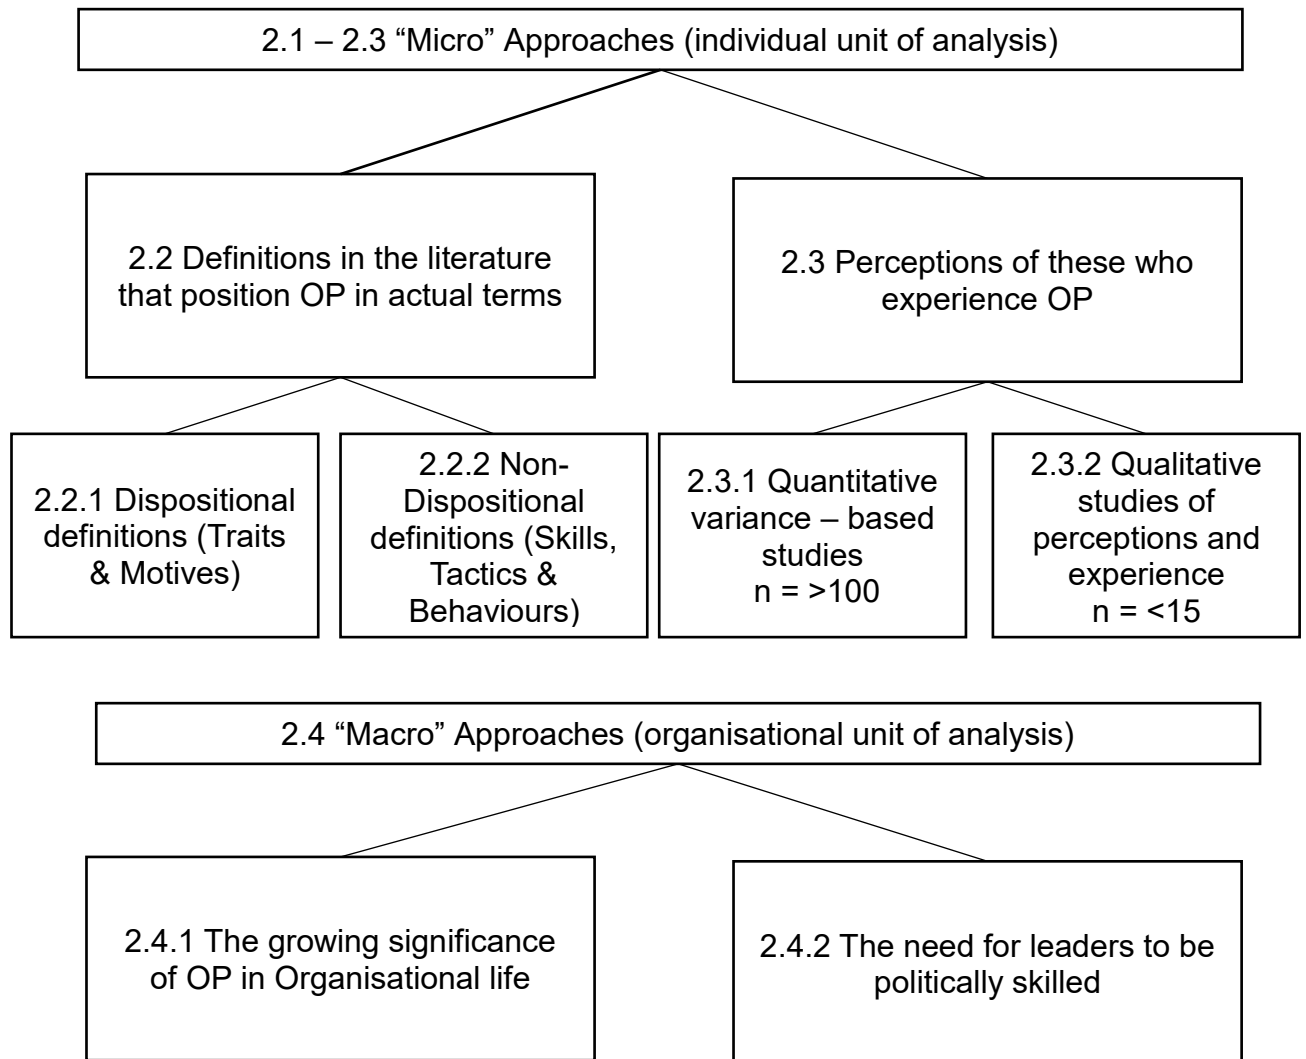 2.1 – 2.3 “Micro” Approaches (individual unit of analysis)
2.2 Definitions in the literature
that position OP in actual terms
2.3 Perceptions of these who
experience OP
2.2.1 Dispositional
definitions (Traits
& Motives)
2.2.2 Non-
Dispositional
definitions (Skills,
Tactics &
Behaviours)
2.3.1 Quantitative
variance – based
studies
n = >100
2.3.2 Qualitative
studies of
perceptions and
experience
n = <15
2.4 “Macro” Approaches (organisational unit of analysis)
2.4.1 The growing significance
of OP in Organisational life
2.4.2 The need for leaders to be
politically skilled